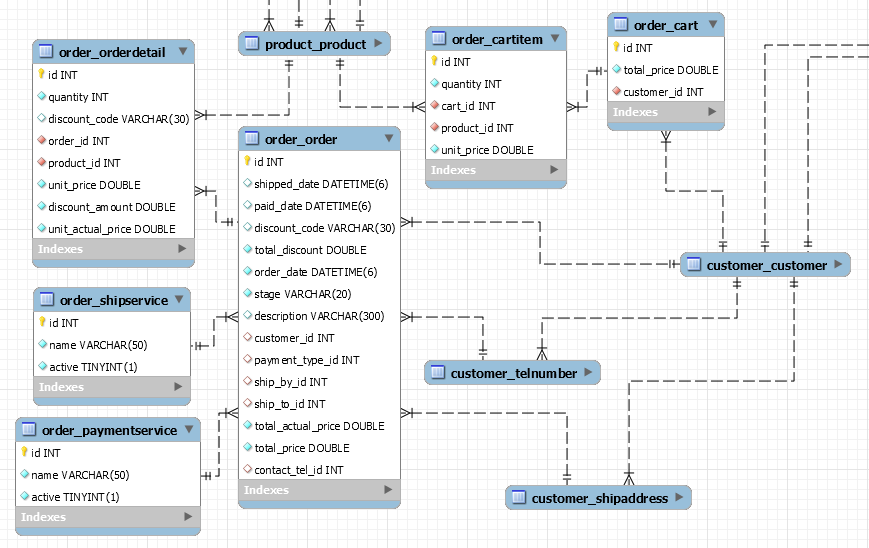 order_orderdetail
id INT
quantity INT
discount_code VARCHAR(30)
order_id INT
product_id INT
unit_price DOUBLE
discount_amount DOUBLE
unit_actual_price DOUBLE
Indexes
product_product
order_cartitem
id INT
quantity INT
cart_id INT
product_id INT
unit_price DOUBLE
Indexes
order_cart
id INT
total_price DOUBLE
customer_id INT
Indexes
order_order
id INT
shipped_date DATETIME(6)
paid_date DATETIME(6)
discount_code VARCHAR(30)
total_discount DOUBLE
order_date DATETIME(6)
stage VARCHAR(20)
description VARCHAR(300)
customer_id INT
payment_type_id INT
ship_by_id INT
ship_to_id INT
total_actual_price DOUBLE
total_price DOUBLE
contact_tel_id INT
Indexes
customer_customer
order_shipservice
id INT
name VARCHAR(50)
active TINYINT(1)
Indexes
customer_telnumber
order_paymentservice
id INT
name VARCHAR(50)
active TINYINT(1)
Indexes
customer_shipaddress